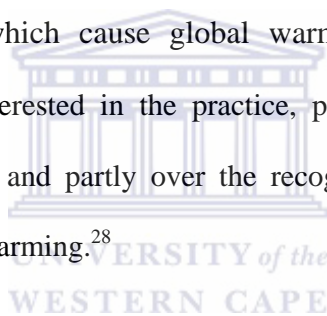 which cause global warm
erested in the practice, p
and partly over the recog
arming.28
UNIVERSITY of the
WESTERN CAPE